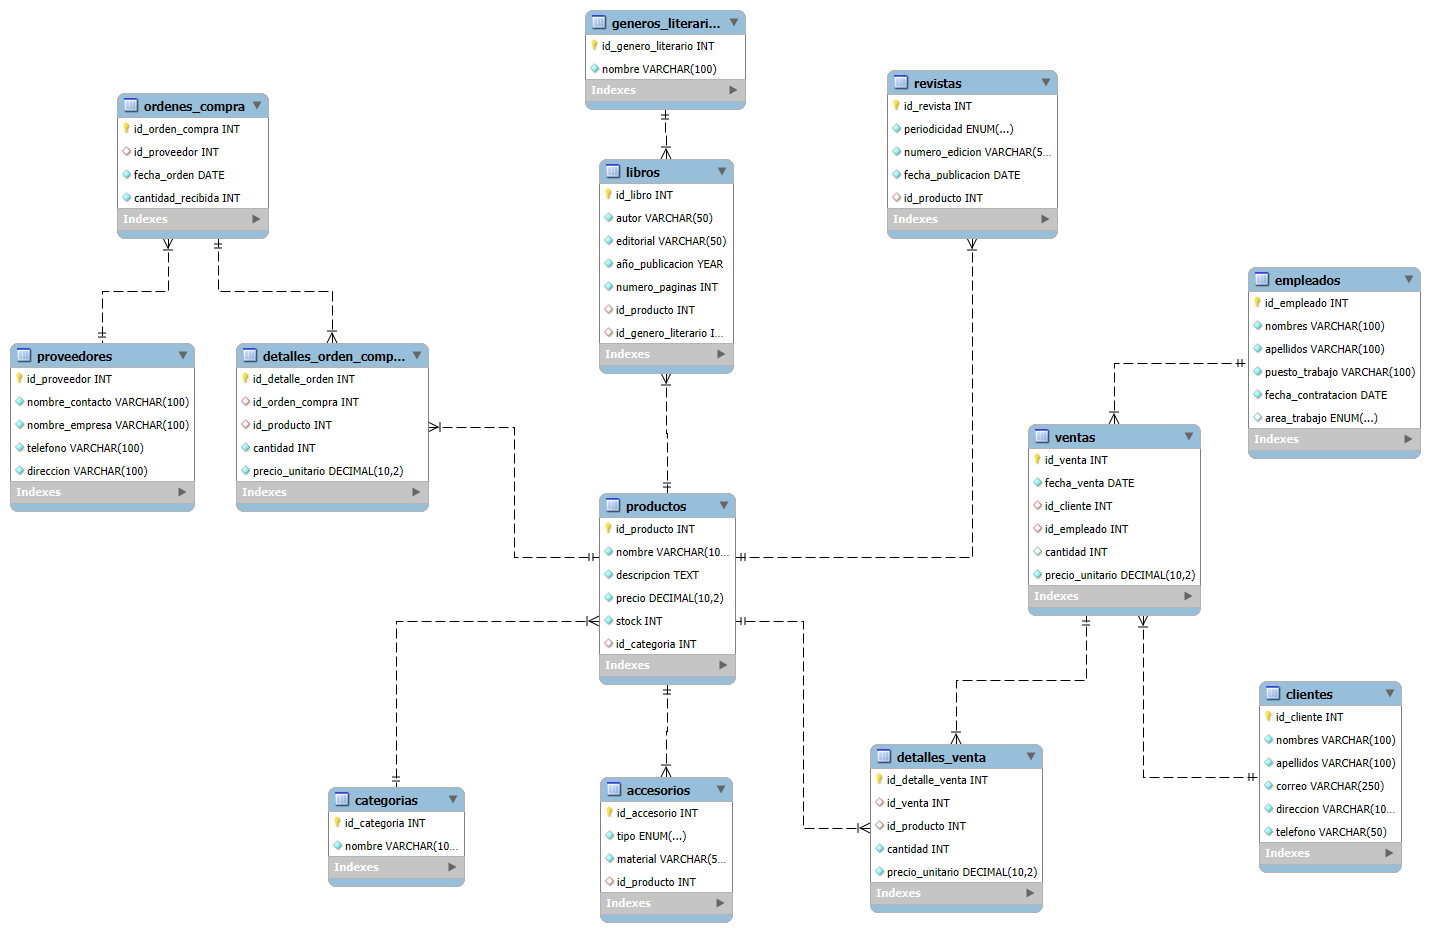 generos_literari...
id_genero_literario INT
nombre VARCHAR(100)
Indexes
revistas
id_revista INT
periodicidad ENUM(...)
numero_edicion VARCHAR(5...
fecha_publicacion DATE
id_producto INT
Indexes
ordenes_compra
id_orden_compra INT
id_proveedor INT
fecha_orden DATE
cantidad_recibida INT
Indexes
libros
id_libro INT
autor VARCHAR(50)
editorial VARCHAR(50)
año_publicacion YEAR
numero_paginas INT
id_producto INT
id_genero_literario I...
Indexes
empleados
id_empleado INT
nombres VARCHAR(100)
apellidos VARCHAR(100)
puesto_trabajo VARCHAR(100)
fecha_contratacion DATE
area_trabajo ENUM(...)
Indexes
proveedores
id_proveedor INT
nombre_contacto VARCHAR(100)
nombre_empresa VARCHAR(100)
telefono VARCHAR(100)
direccion VARCHAR(100)
Indexes
detalles_orden_comp...
id_detalle_orden INT
id_orden_compra INT
id_producto INT
cantidad INT
precio_unitario DECIMAL(10,2)
Indexes
ventas
id_venta INT
fecha_venta DATE
id_cliente INT
id_empleado INT
cantidad INT
precio_unitario DECIMAL(10,2)
Indexes
productos
id_producto INT
nombre VARCHAR(10...
descripcion TEXT
precio DECIMAL(10,2)
stock INT
id_categoria INT
Indexes
clientes
id_cliente INT
nombres VARCHAR(100)
apellidos VARCHAR(100)
correo VARCHAR(250)
direccion VARCHAR(10...
telefono VARCHAR(50)
Indexes
detalles_venta
id_detalle_venta INT
id_venta INT
id_producto INT
cantidad INT
precio_unitario DECIMAL(10,2)
Indexes
categorias
id_categoria INT
nombre VARCHAR(10...
Indexes
accesorios
id_accesorio INT
tipo ENUM(...)
material VARCHAR(5...
id_producto INT
Indexes